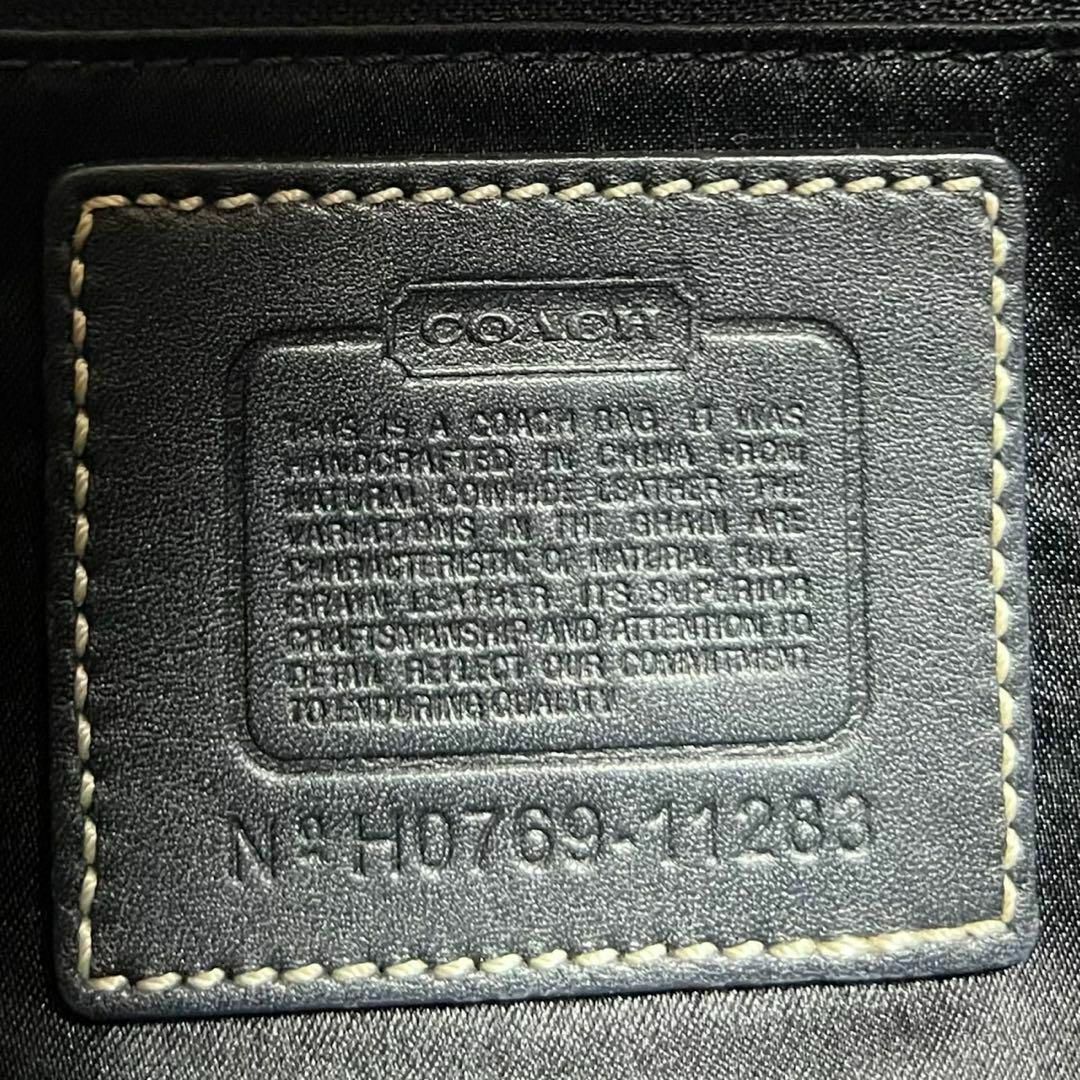 COACH
THIS IS A COACH BAG. IT WAS
HANDCRAFTED IN CHINA FROM
NATURAL COWHIDE LEATHER. THE
VARIATIONS IN THE GRAIN ARE
CHARACTERISTIC OF NATURAL FULL
GRAIN LEATHER. ITS SUPERIOR
CRAFTSMANSHIP AND ATTENTION TO
DETAIL REFLECT OUR COMMITMENT
TO ENDURING QUALITY.
Nº H0769-11283